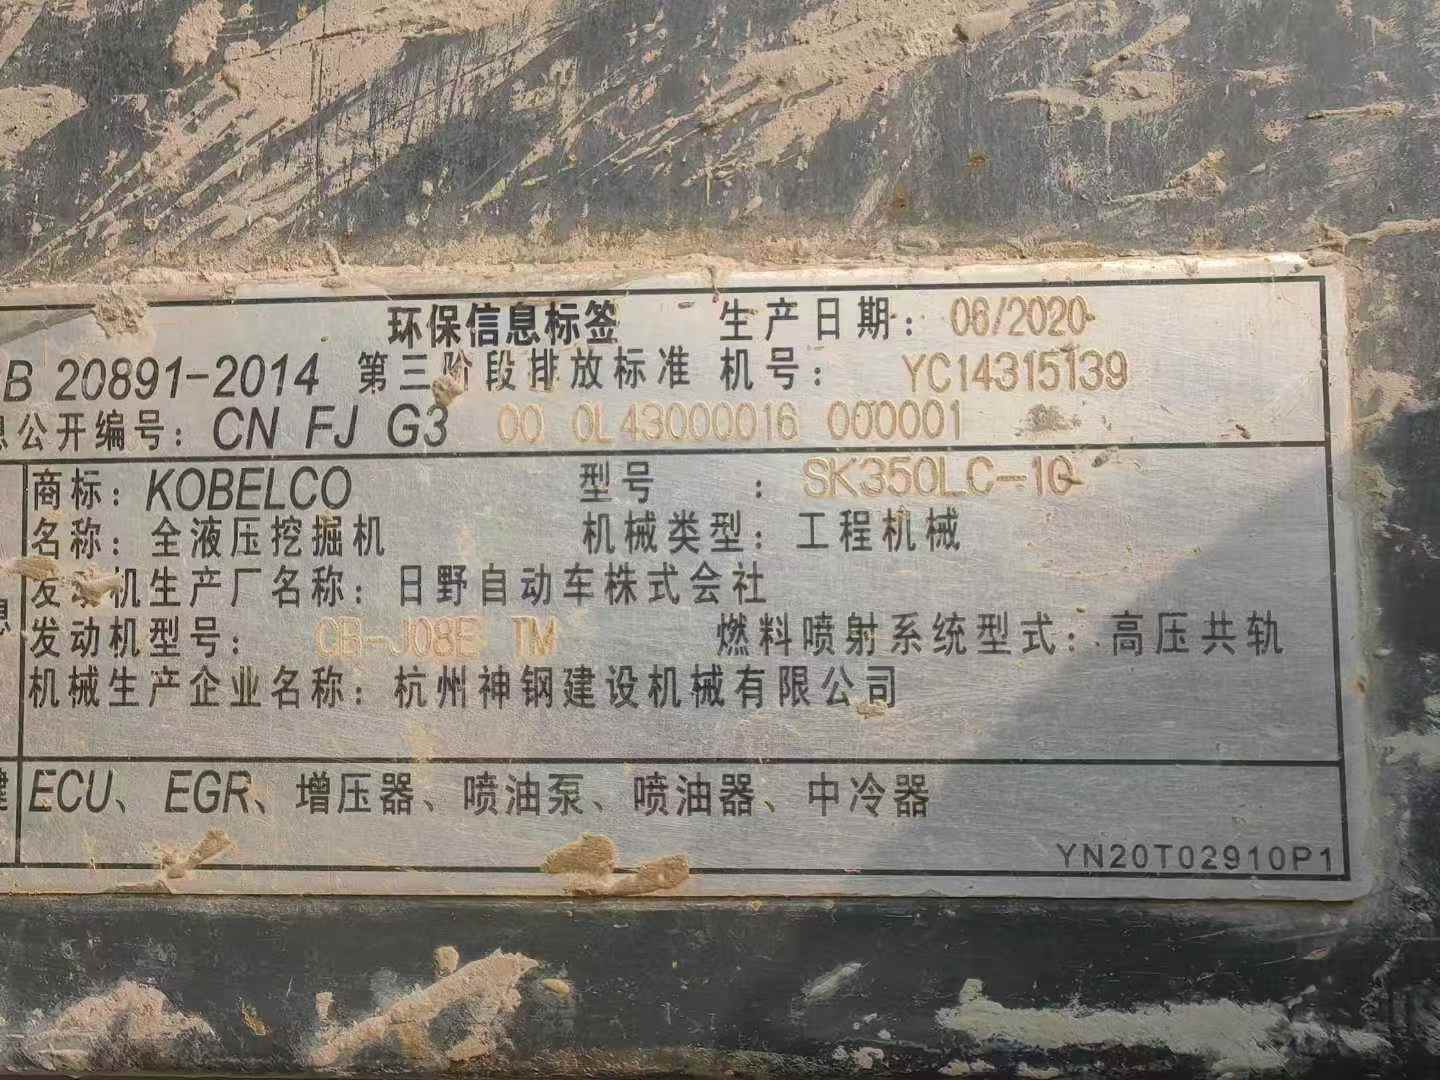 环保信息标签 生产日期：06/2020
B 20891-2014 第三阶段排放标准 机号：YC14315139
息公开编号：CN FJ G3 00 0L43000016 000001
商标：KOBELCO 型号：SK350LC-10
名称：全液压挖掘机 机械类型：工程机械
发动机生产厂名称：日野自动车株式会社
息
发动机型号： J08E TM 燃料喷射系统型式：高压共轨
机械生产企业名称：杭州神钢建设机械有限公司
ECU、EGR、增压器、喷油泵、喷油器、中冷器
YN20T02910P1